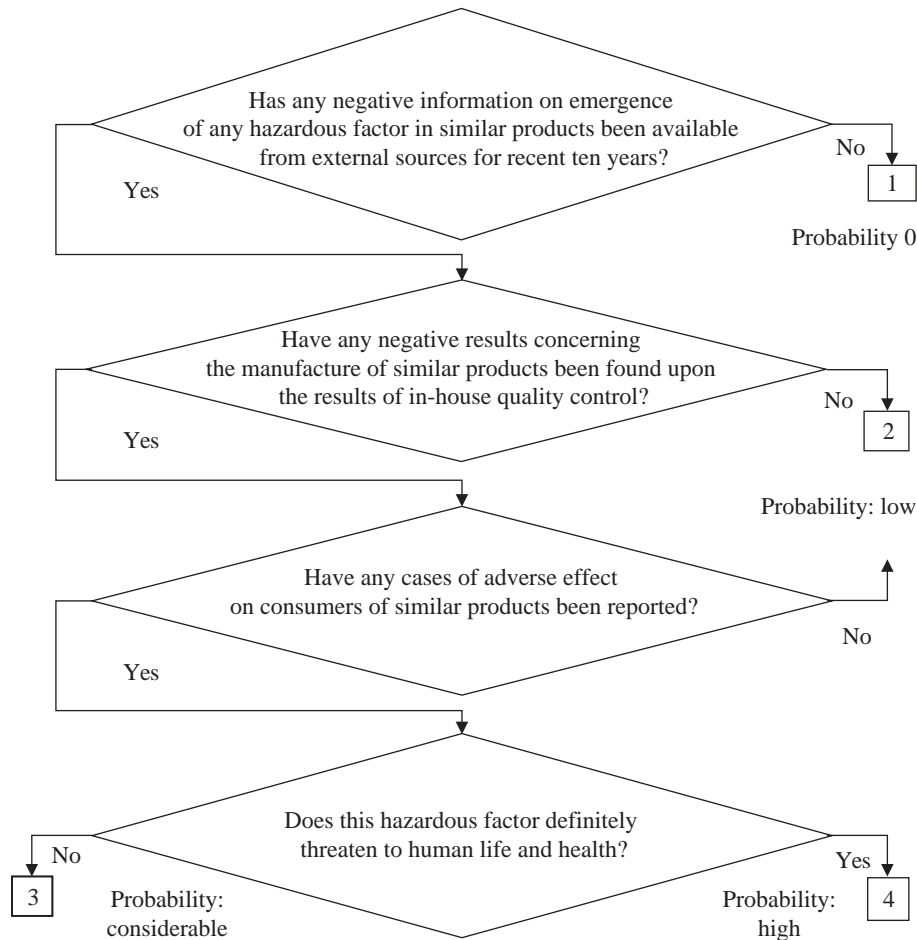 Has any negative information on emergence
of any hazardous factor in similar products been available
from external sources for recent ten years?
No
1
Yes
Probability 0
Have any negative results concerning
the manufacture of similar products been found upon
the results of in-house quality control?
No
2
Yes
Probability: low
Have any cases of adverse effect
on consumers of similar products been reported?
No
Yes
Does this hazardous factor definitely
threaten to human life and health?
No
Yes
3
Probability:
considerable
Probability:
high
4